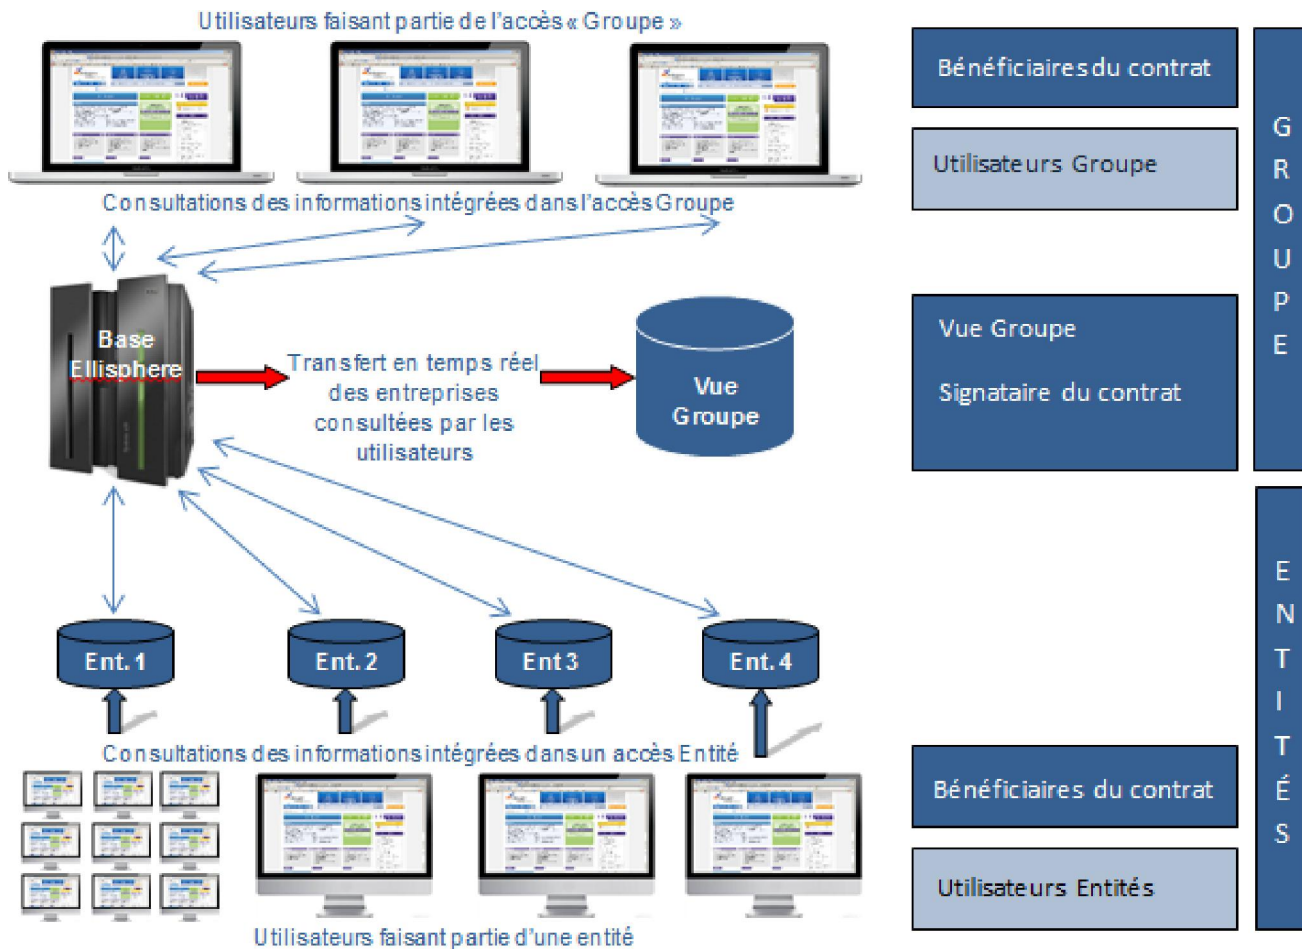 Utilisateurs faisant partie de l'accès « Groupe »
Consultations des informations intégrées dans l'accès Groupe
Base
Ellisphere
Transfert en temps réel
des entreprises
consultées par les
utilisateurs
Vue
Groupe
Ent. 1
Ent. 2
Ent 3
Ent. 4
Consultations des informations intégrées dans un accès Entité
Utilisateurs faisant partie d'une entité
Bénéficiaires du contrat
Utilisateurs Groupe
Vue Groupe
Signataire du contrat
GROUPE
Bénéficiaires du contrat
Utilisateurs Entités
ENTITÉS